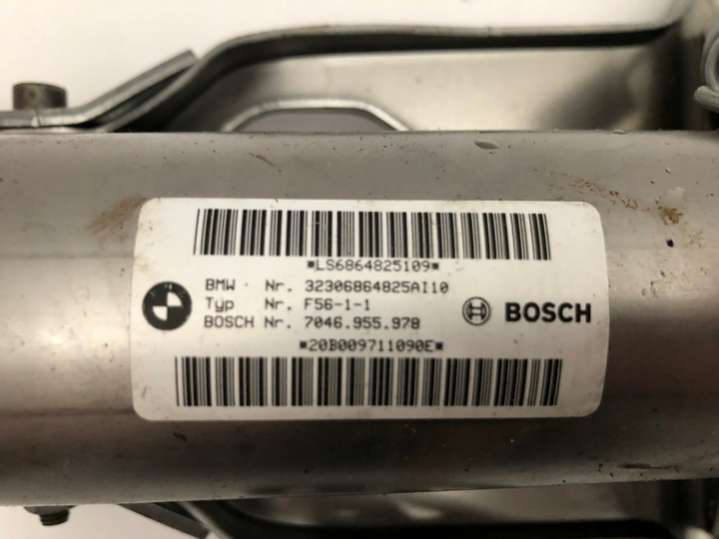 *LS6864825109*
BMW Nr. 32306864825AI10
Typ Nr. F56-1-1
BOSCH Nr. 7046.955.978
BOSCH
*20B009711090E*